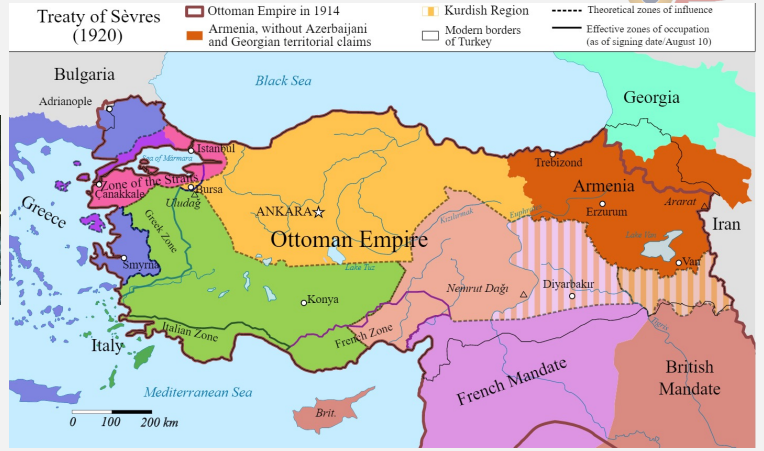 Treaty of Sèvres
(1920)
Ottoman Empire in 1914
Armenia, without Azerbaijani
and Georgian territorial claims
Kurdish Region
Modern borders
of Turkey
Theoretical zones of influence
Effective zones of occupation
(as of signing date/August 10)
Bulgaria
Adrianople
Black Sea
Georgia
Istanbul
Sea of Marmara
Zone of the Straits
Çanakkale
Bursa
Uludağ
Trebizond
Armenia
Erzurum
Ararat
Iran
Greece
Greek Zone
ANKARA
Kızılırmak
Euphrates
Ottoman Empire
Lake Van
Van
Smyrna
Lake Tuz
Konya
Nemrut Dağı
Diyarbakır
Italian Zone
French Zone
Tigris
Italy
French Mandate
British
Mandate
Mediterranean Sea
Brit.
0 100 200 km